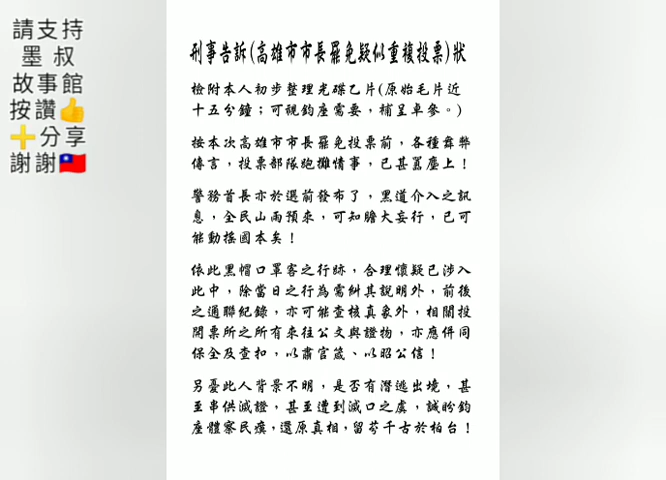 請支持
墨 叔
故事館
按讚👍
➕分享
謝謝🇹🇼
刑事告訴(高雄市市長罷免疑似重複投票)狀
檢附本人初步整理光碟乙片(原始毛片近
十五分鐘；可視鈞座需要，補呈卓參。)
按本次高雄市市長罷免投票前，各種舞弊
傳言，投票部隊跑攤情事，已甚囂塵上！
警務首長亦於選前發布了，黑道介入之訊
息，全民山雨預來，可知瞻大妄行，已可
能動搖國本矣！
依此黑帽口罩客之行跡，合理懷疑已涉入
此中，除當日之行為需糾其說明外，前後
之通聯紀錄，亦可能查核真象外，相關投
開票所之所有來往公文與證物，亦應併同
保全及查扣，以肅官箴、以昭公信！
另憂此人背景不明，是否有潛逃出境，甚
至串供滅證，甚至遭到滅口之虞，誠盼鈞
座體察民瘼，還原真相，留芬千古於柏台！